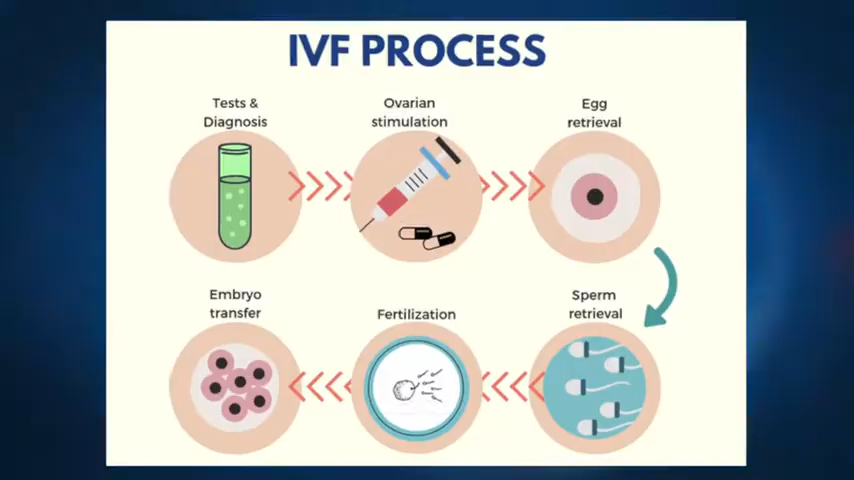 IVF PROCESS
Tests &
Diagnosis
Ovarian
stimulation
Egg
retrieval
Embryo
transfer
Fertilization
Sperm
retrieval